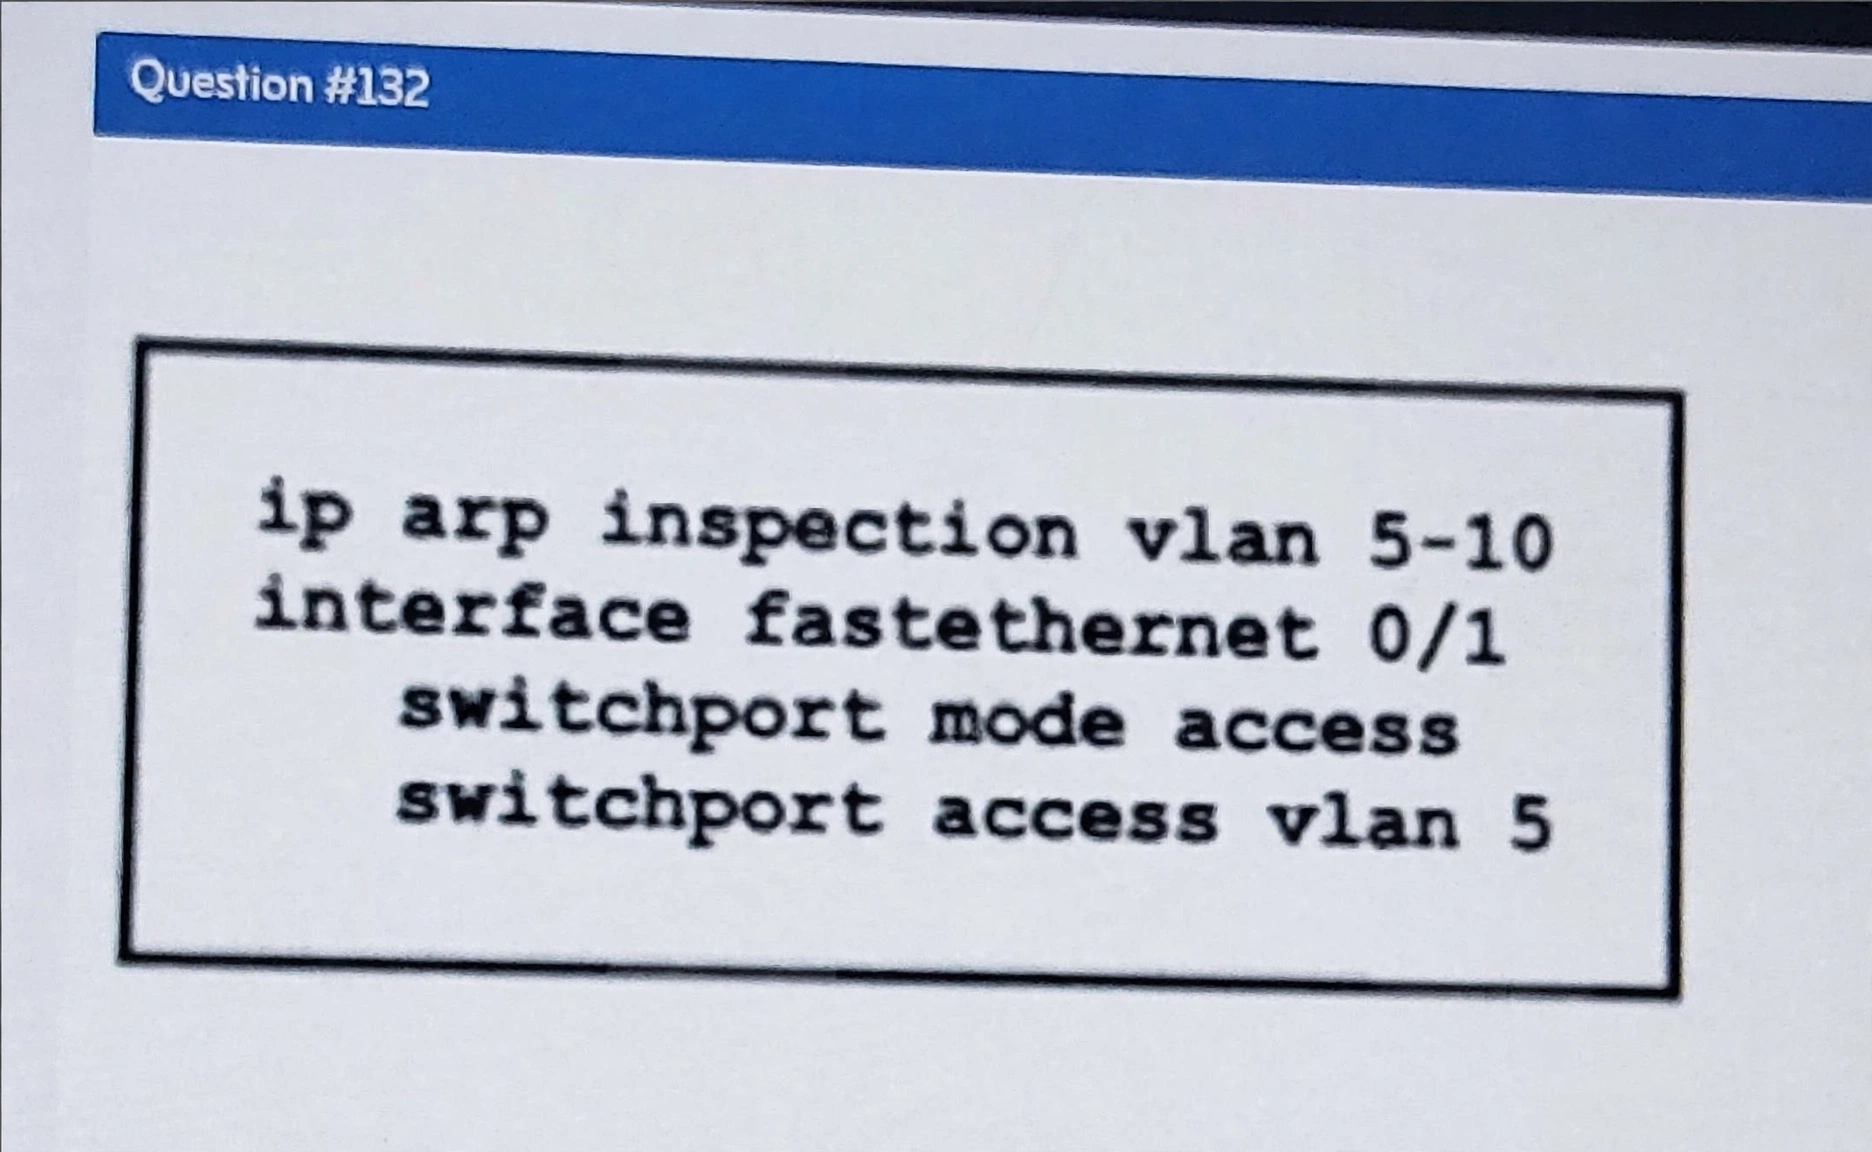 Question #132
ip arp inspection vlan 5-10
interface fastethernet 0/1
switchport mode access
switchport access vlan 5